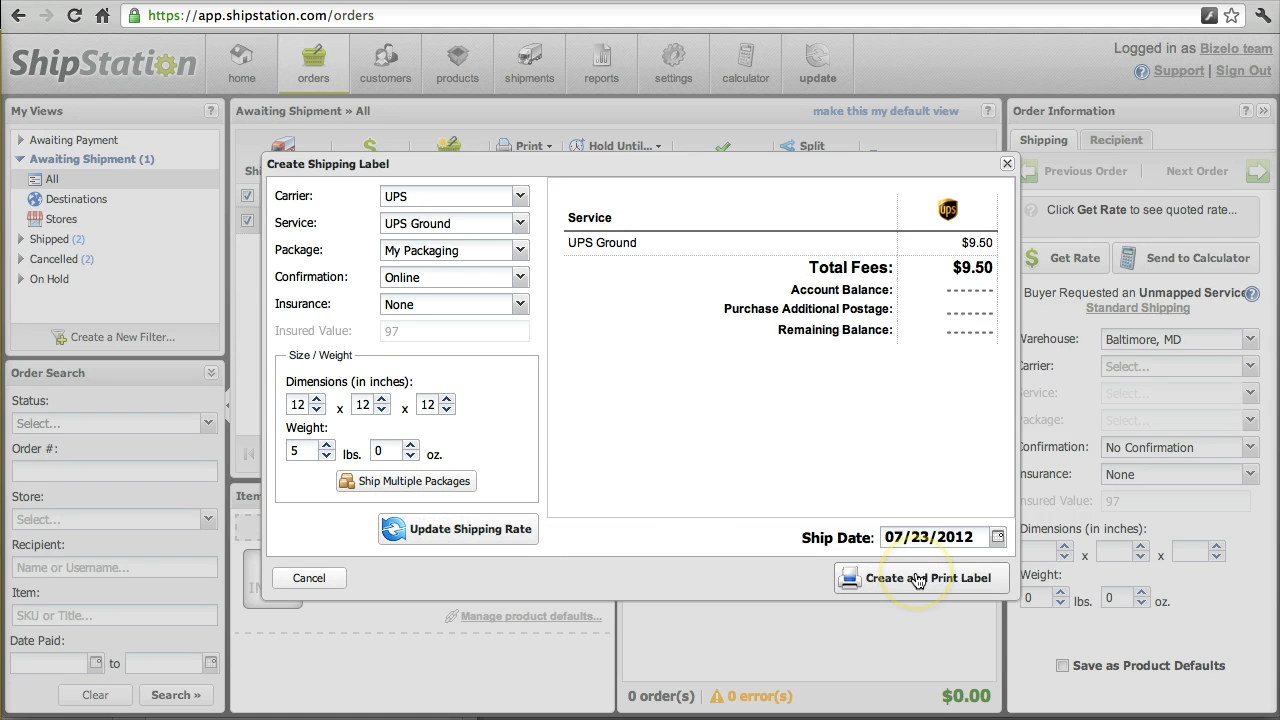 https://app.shipstation.com/orders
ShipStation
home
orders
customers
products
shipments
reports
settings
calculator
update
Logged in as Bizelo team
Support | Sign Out
My Views
Awaiting Payment
Awaiting Shipment (1)
All
Destinations
Stores
Shipped (2)
Cancelled (2)
On Hold
Create a New Filter...
Order Search
Status:
Select...
Order #:
Store:
Select...
Recipient:
Name or Username...
Item:
SKU or Title...
Date Paid:
to
Clear
Search »
Awaiting Shipment » All
make this my default view
Print
Hold Until...
Split
Create Shipping Label
Carrier:
UPS
Service:
UPS Ground
Package:
My Packaging
Confirmation:
Online
Insurance:
None
Insured Value:
97
Size / Weight
Dimensions (in inches):
12 x 12 x 12
Weight:
5 lbs. 0 oz.
Ship Multiple Packages
Update Shipping Rate
Cancel
Service
ups
UPS Ground $9.50
Total Fees: $9.50
Account Balance: ------
Purchase Additional Postage: ------
Remaining Balance: ------
Ship Date: 07/23/2012
Create and Print Label
Manage product defaults...
0 order(s)
0 error(s)
$0.00
Order Information
Shipping
Recipient
Previous Order
Next Order
Click Get Rate to see quoted rate...
Get Rate
Send to Calculator
Buyer Requested an Unmapped Service
Standard Shipping
Warehouse:
Baltimore, MD
Select...
Select...
Select...
No Confirmation
None
97
Dimensions (in inches):
x x
Weight:
0 lbs. 0 oz.
Save as Product Defaults